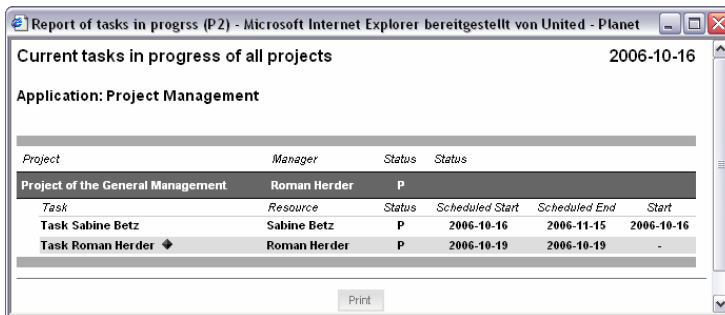 Report of tasks in progrss (P2) - Microsoft Internet Explorer bereitgestellt von United - Planet
Current tasks in progress of all projects 2006-10-16
Application: Project Management
Project Manager Status Status
Project of the General Management Roman Herder P
Task Resource Status Scheduled Start Scheduled End Start
Task Sabine Betz Sabine Betz P 2006-10-16 2006-11-15 2006-10-16
Task Roman Herder Roman Herder P 2006-10-19 2006-10-19 -
Print